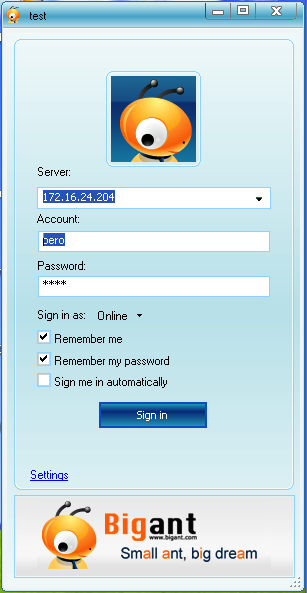 test
Server:
172.16.24.204
Account:
bero
Password:
****
Sign in as: Online
Remember me
Remember my password
Sign me in automatically
Sign in
Settings
Bigant
www.bigant.com
Small ant, big dream